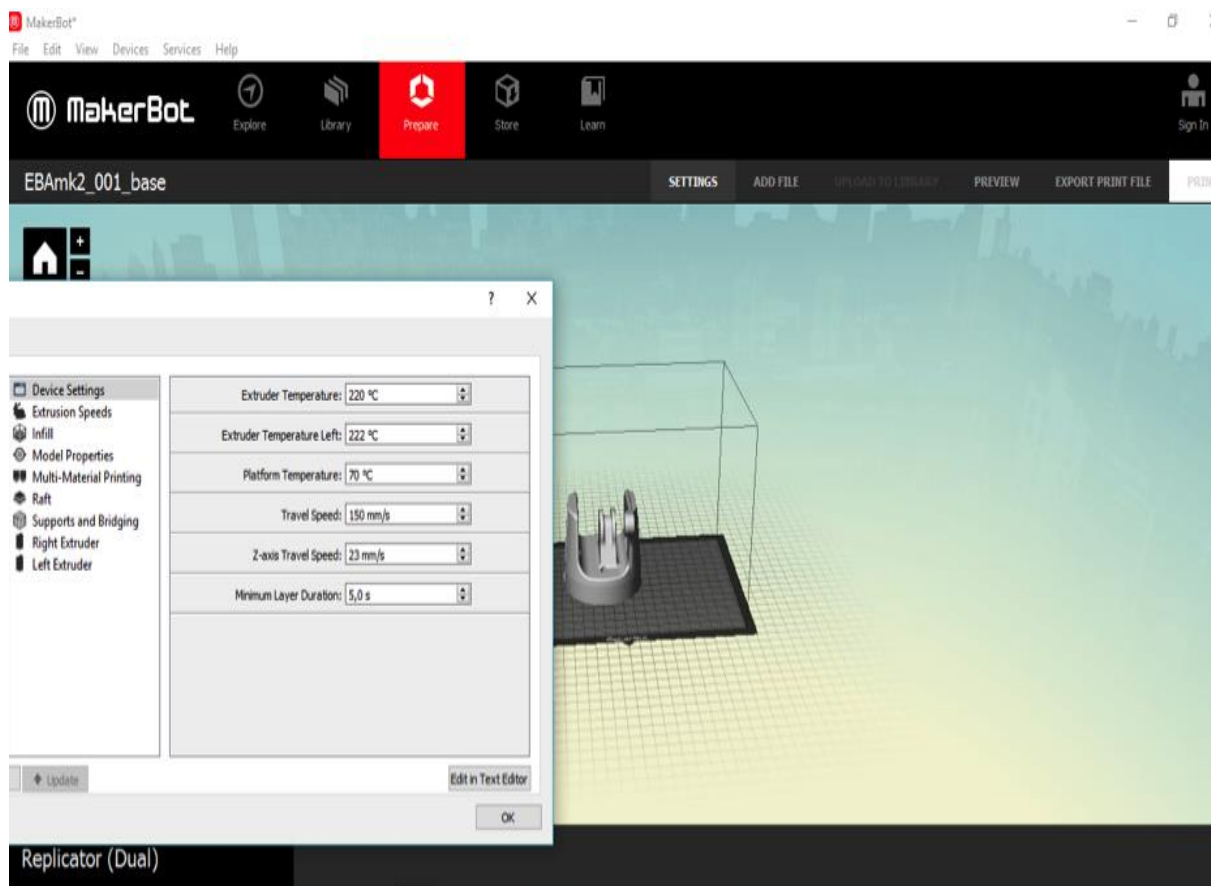 MakerBot*
File Edit View Devices Services Help
MakerBot
Explore Library Prepare Store Learn
Sign In
EBAmk2_001_base
SETTINGS ADD FILE UPLOAD TO LIBRARY PREVIEW EXPORT PRINT FILE
+
-
? X
Device Settings
Extrusion Speeds
Infill
Model Properties
Multi-Material Printing
Raft
Supports and Bridging
Right Extruder
Left Extruder
Extruder Temperature: 220 °C
Extruder Temperature Left: 222 °C
Platform Temperature: 70 °C
Travel Speed: 150 mm/s
Z-axis Travel Speed: 23 mm/s
Minimum Layer Duration: 5,0 s
Update
Edit in Text Editor
OK
Replicator (Dual)